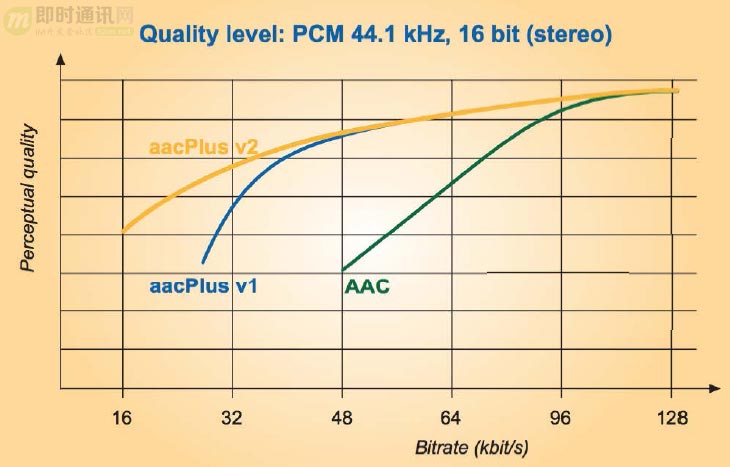 即时通讯网
Quality level: PCM 44.1 kHz, 16 bit (stereo)
Perceptual quality
aacPlus v2
aacPlus v1
AAC
16 32 48 64 96 128
Bitrate (kbit/s)